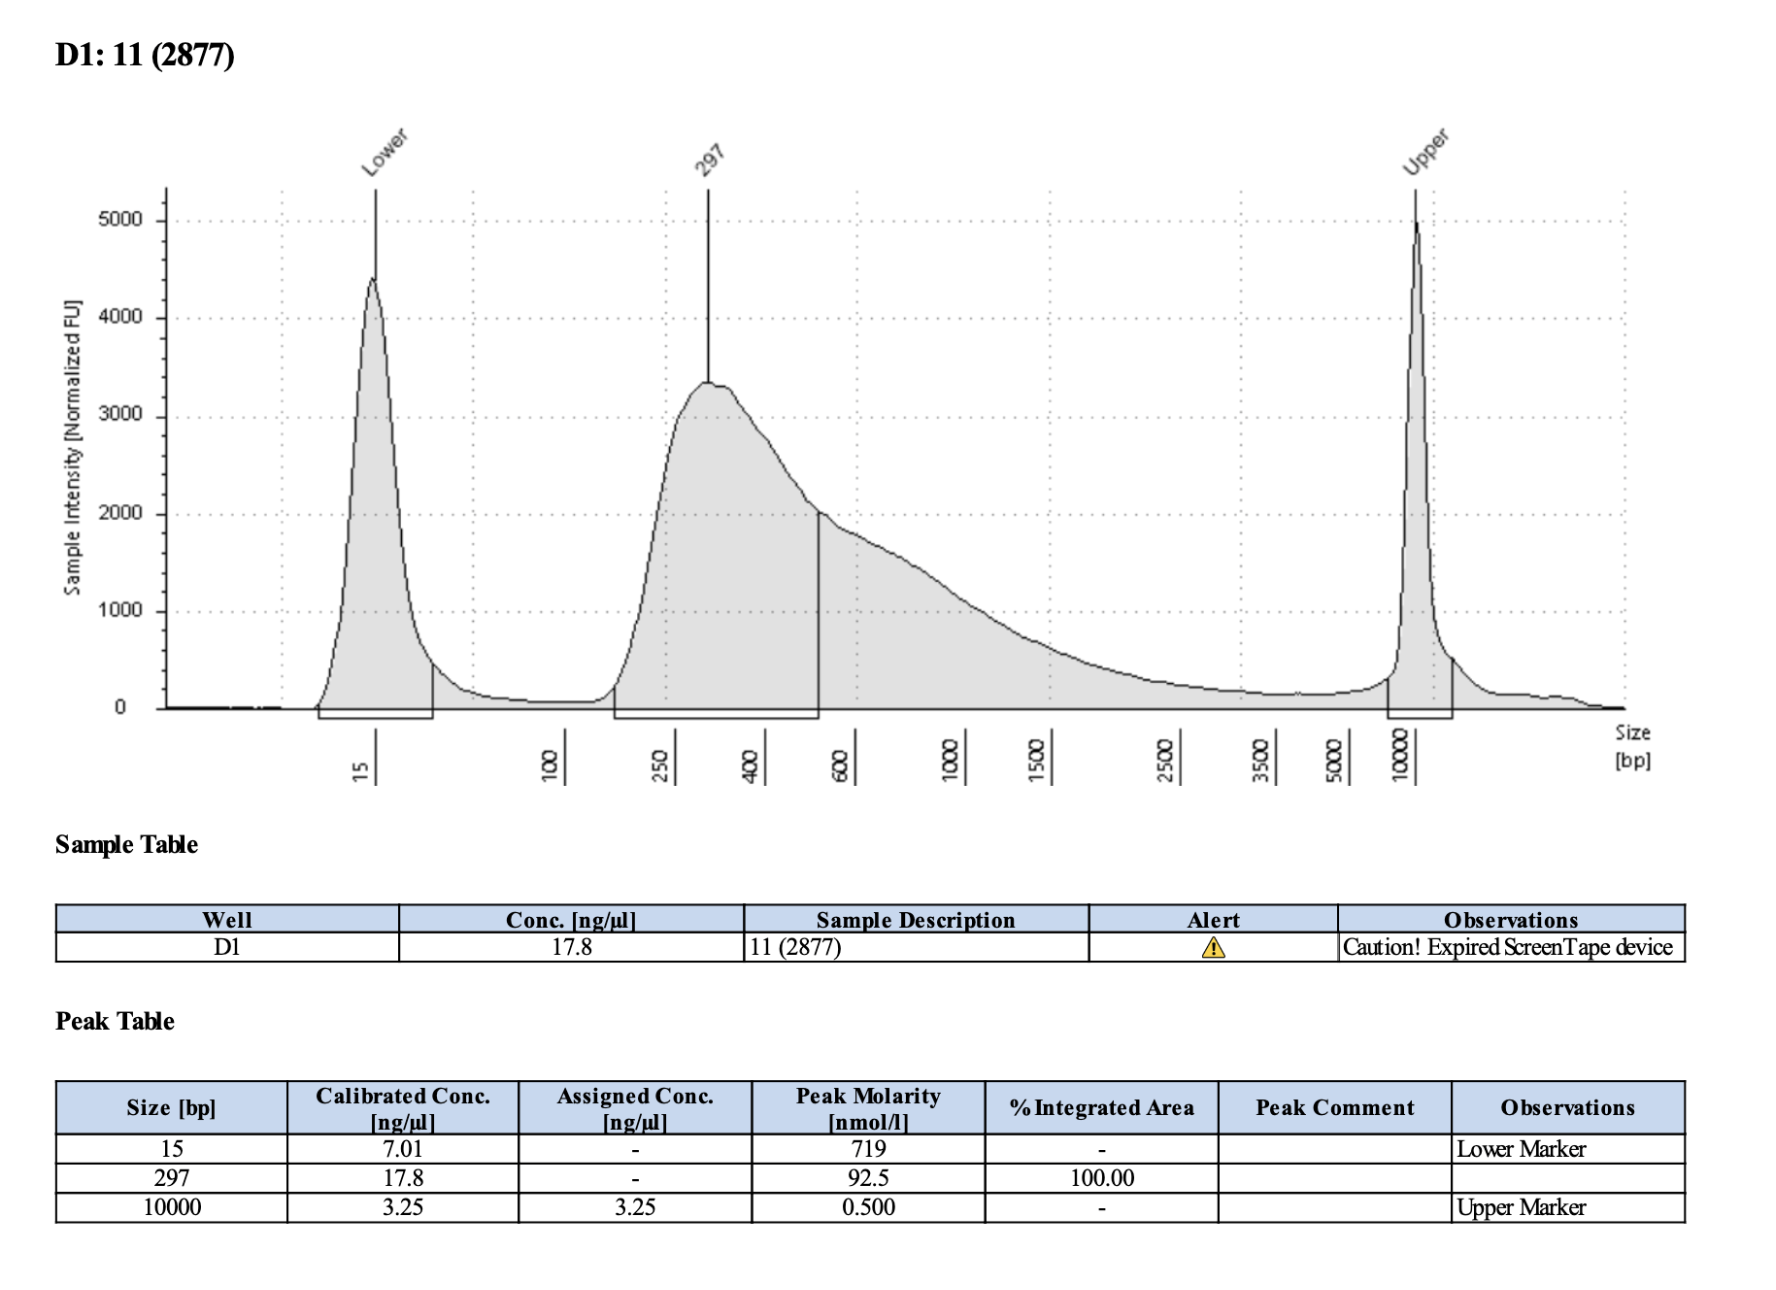 D1: 11 (2877)
Lower
297
Upper
Sample Intensity [Normalized FU]
5000
4000
3000
2000
1000
0
15
100
250
400
600
1000
1500
2500
3500
5000
10000
Size
[bp]
Sample Table
Well Conc. [ng/µl] Sample Description Alert Observations
D1 17.8 11 (2877) Caution! Expired ScreenTape device
Peak Table
Size [bp] Calibrated Conc. [ng/µl] Assigned Conc. [ng/µl] Peak Molarity [nmol/l] % Integrated Area Peak Comment Observations
15 7.01 - 719 - Lower Marker
297 17.8 - 92.5 100.00
10000 3.25 3.25 0.500 - Upper Marker